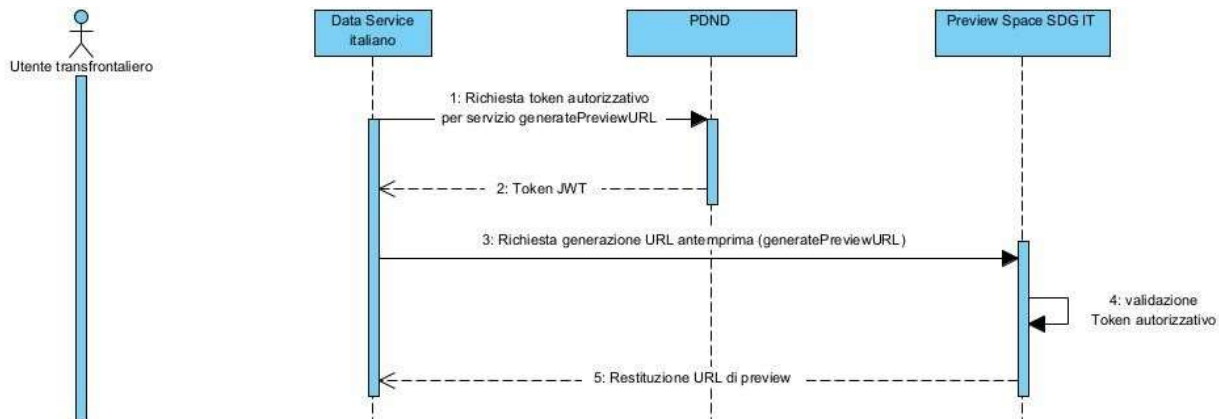 Utente transfrontaliero
Data Service
italiano
PDND
Preview Space SDG IT
1: Richiesta token autorizzativo
per servizio generatePreviewURL
2: Token JWT
3: Richiesta generazione URL antemprima (generatePreviewURL)
4: validazione
Token autorizzativo
5: Restituzione URL di preview